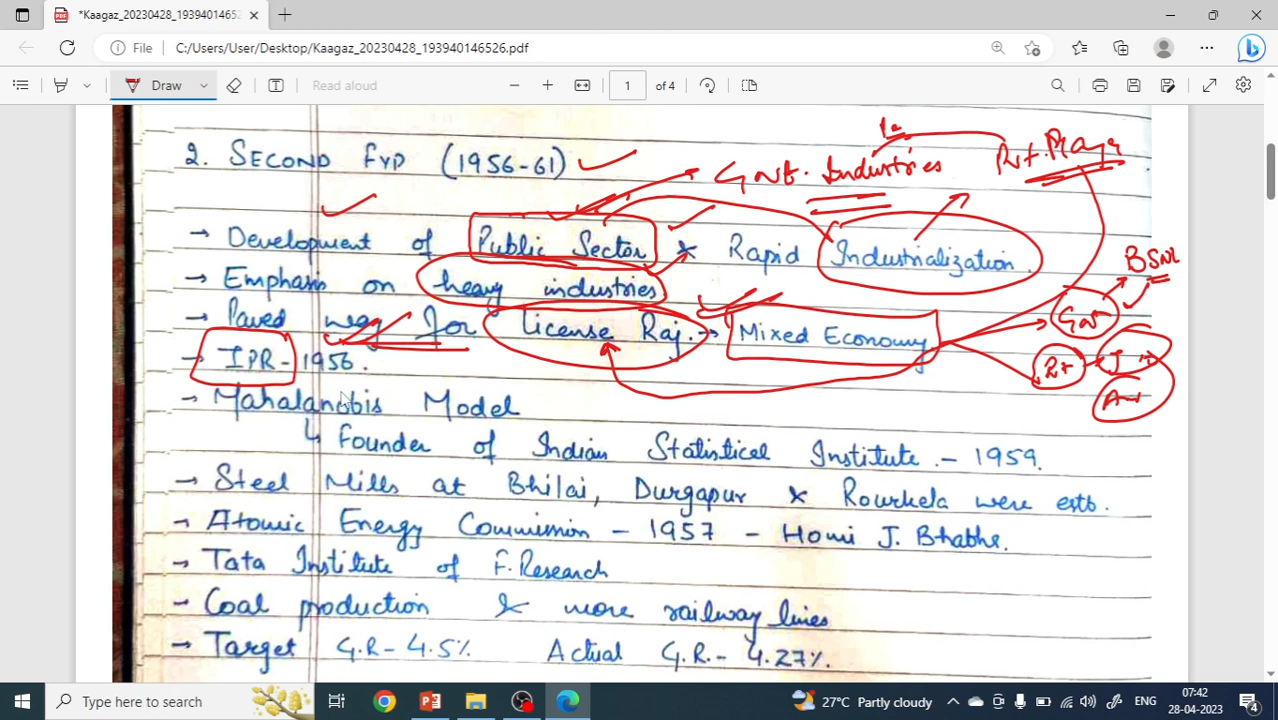 *Kaagaz_20230428_1939401465261
File C:/Users/User/Desktop/Kaagaz_20230428_193940146526.pdf
Draw Read aloud 1 of 4
2. SECOND FYP (1956-61)
Govt. Industries
Pvt. Player
→ Development of Public Sector & Rapid Industrialization.
BSNL
→ Emphasis on heavy industries
→ Paved way for License Raj. → Mixed Economy
Govt
Pvt
→ IPR - 1956.
→ Mahalanobis Model
↳ Founder of Indian Statistical Institute. - 1959.
→ Steel Mills at Bhilai, Durgapur & Rourkela were estb.
→ Atomic Energy Commission - 1957 - Homi J. Bhabha.
→ Tata Institute of F. Research
→ Coal production & more railway lines
→ Target G.R - 4.5% Actual G.R. - 4.27%.
Type here to search 27°C Partly cloudy ENG 07:42
28-04-2023 4